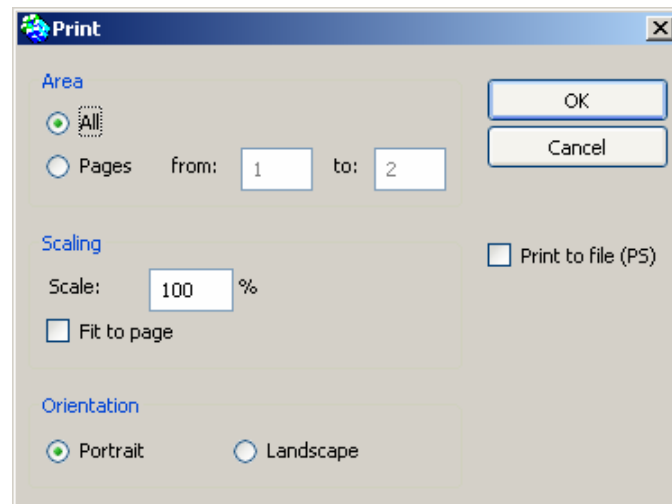 Print
Area
All
Pages from: 1 to: 2
OK
Cancel
Scaling
Scale: 100 %
Fit to page
Print to file (PS)
Orientation
Portrait Landscape